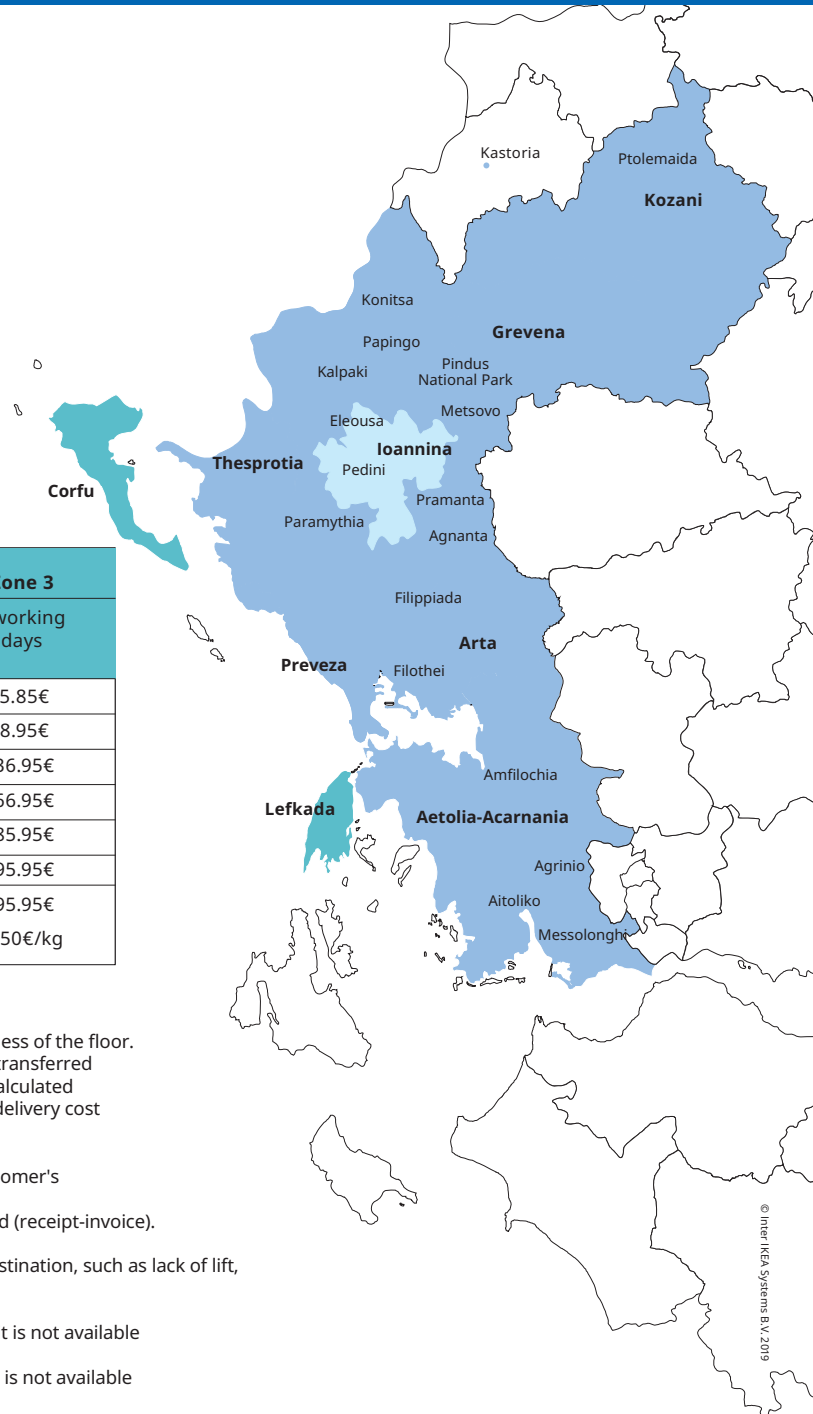 Kastoria
Ptolemaida
Kozani
Konitsa
Grevena
Papingo
Pindus
National Park
Kalpaki
Metsovo
Eleousa
Ioannina
Thesprotia
Pedini
Corfu
Pramanta
Paramythia
Agnanta
one 3
working
days
Filippiada
Arta
Preveza
Filothei
5.85€
8.95€
36.95€
Amfilochia
Lefkada
Aetolia-Acarnania
85.95€
95.95€
Agrinio
95.95€
Aitoliko
50€/kg
Messolonghi
ess of the floor.
transferred
alculated
delivery cost
omer's
d (receipt-invoice).
stination, such as lack of lift,
t is not available
is not available
© Inter IKEA Systems B.V. 2019